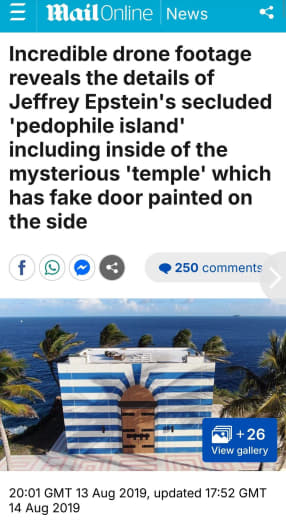 MailOnline News
Incredible drone footage
reveals the details of
Jeffrey Epstein's secluded
'pedophile island'
including inside of the
mysterious 'temple' which
has fake door painted on
the side
250 comments
+26
View gallery
20:01 GMT 13 Aug 2019, updated 17:52 GMT
14 Aug 2019